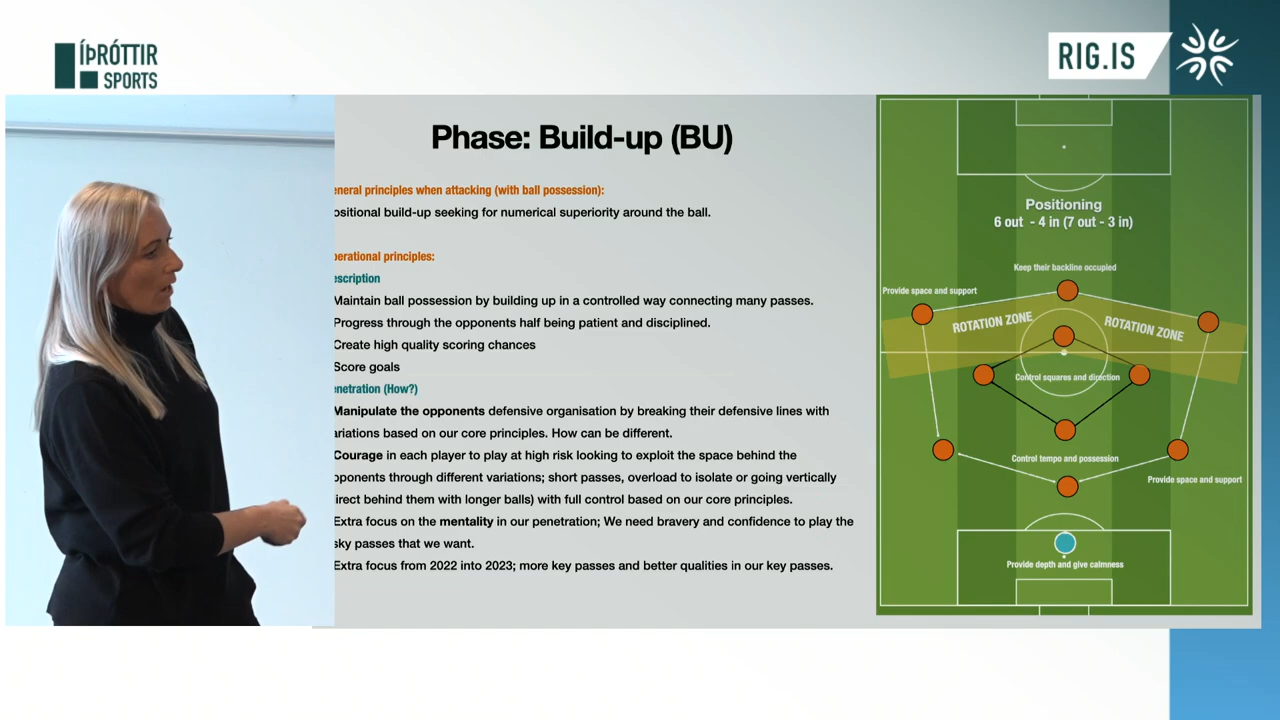 ÍÞRÓTTIR
SPORTS
RIG.IS
Phase: Build-up (BU)
eneral principles when attacking (with ball possession):
ositional build-up seeking for numerical superiority around the ball.
perational principles:
escription
Maintain ball possession by building up in a controlled way connecting many passes.
Progress through the opponents half being patient and disciplined.
Create high quality scoring chances
Score goals
enetration (How?)
Manipulate the opponents defensive organisation by breaking their defensive lines with
ariations based on our core principles. How can be different.
Courage in each player to play at high risk looking to exploit the space behind the
pponents through different variations; short passes, overload to isolate or going vertically
irect behind them with longer balls) with full control based on our core principles.
Extra focus on the mentality in our penetration; We need bravery and confidence to play the
sky passes that we want.
Extra focus from 2022 into 2023; more key passes and better qualities in our key passes.
Positioning
6 out - 4 in (7 out - 3 in)
Keep their backline occupied
Provide space and support
ROTATION ZONE
ROTATION ZONE
Control squares and direction
Control tempo and possession
Provide space and support
Provide depth and give calmness